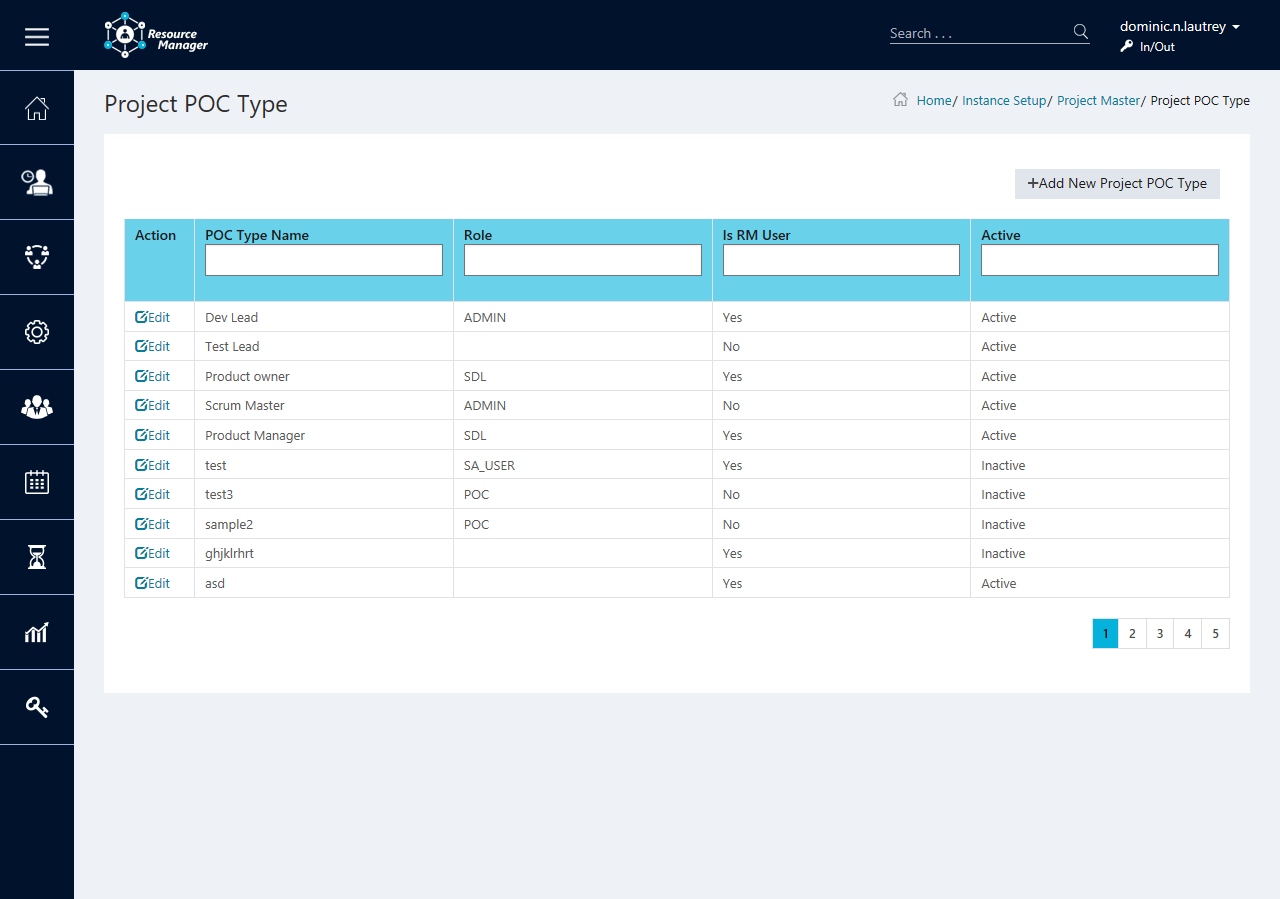 Resource
Manager
Search . . .
dominic.n.lautrey
In/Out
Project POC Type
Home/ Instance Setup/ Project Master/ Project POC Type
+Add New Project POC Type
Action POC Type Name Role Is RM User Active
Edit Dev Lead ADMIN Yes Active
Edit Test Lead No Active
Edit Product owner SDL Yes Active
Edit Scrum Master ADMIN No Active
Edit Product Manager SDL Yes Active
Edit test SA_USER Yes Inactive
Edit test3 POC No Inactive
Edit sample2 POC No Inactive
Edit ghjklrhrt Yes Inactive
Edit asd Yes Active
1 2 3 4 5